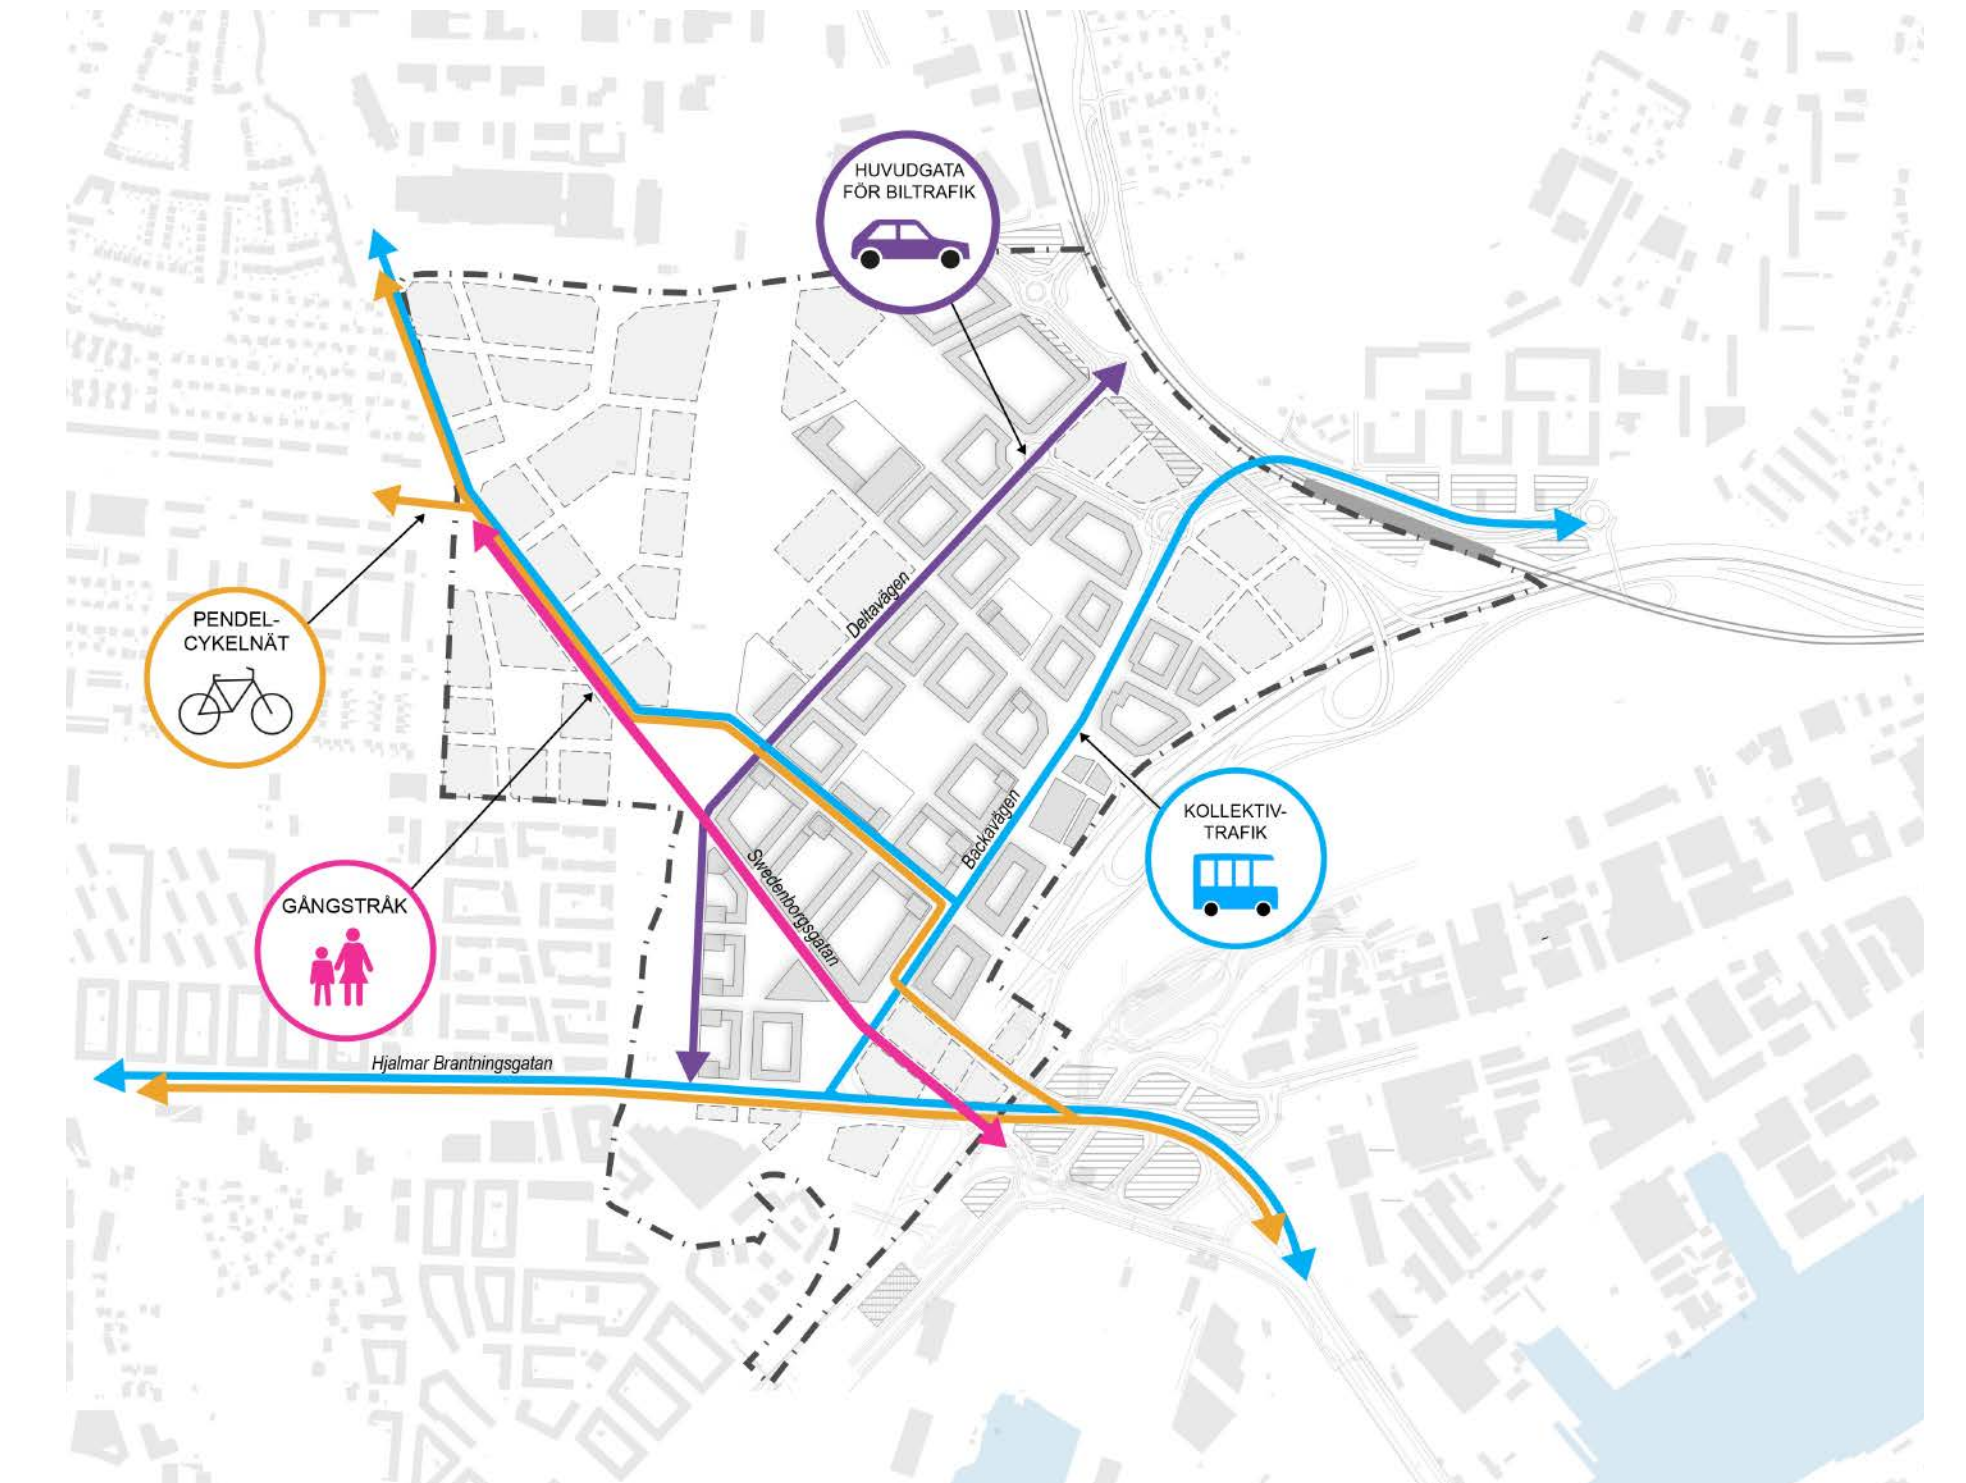 HUVUDGATA
FÖR BILTRAFIK
PENDEL-
CYKELNÄT
Deltavägen
KOLLEKTIV-
TRAFIK
Backavägen
Swedenborgsgatan
GÅNGSTRÅK
Hjalmar Brantningsgatan